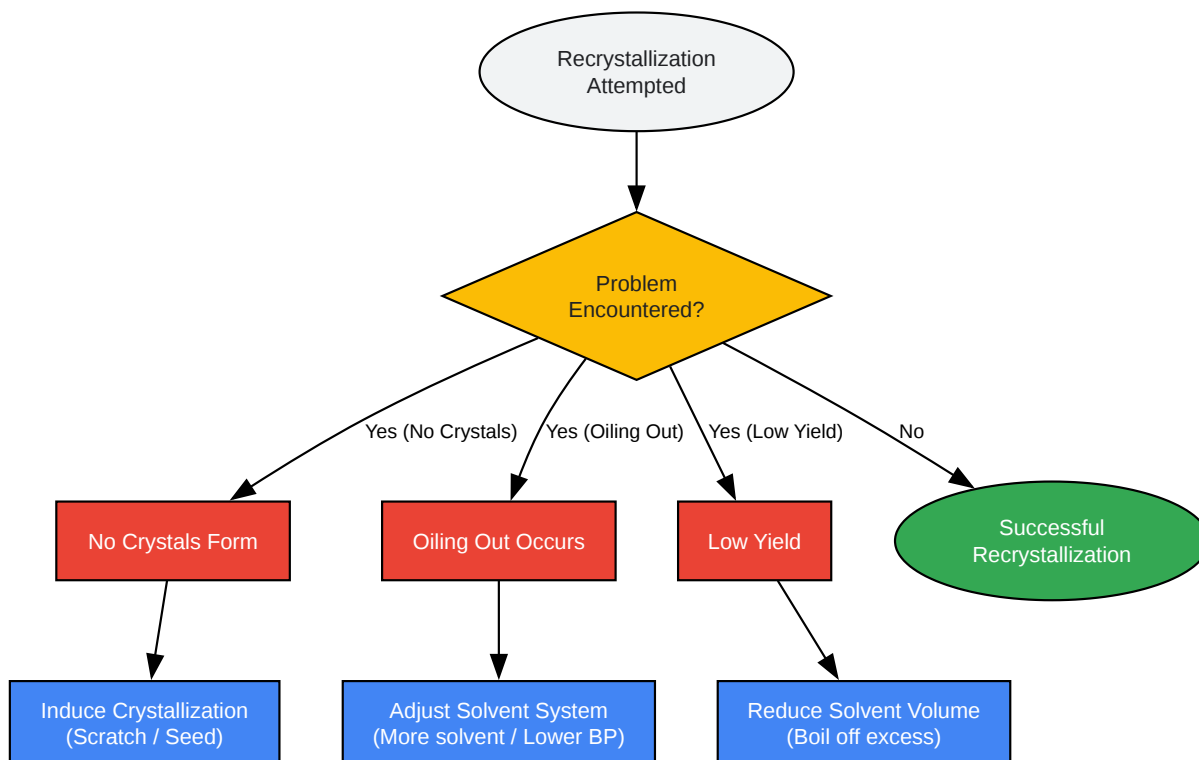 Recrystallization
Attempted
Problem
Encountered?
Yes (No Crystals)
Yes (Oiling Out)
Yes (Low Yield)
No
No Crystals Form
Oiling Out Occurs
Low Yield
Successful
Recrystallization
Induce Crystallization
(Scratch / Seed)
Adjust Solvent System
(More solvent / Lower BP)
Reduce Solvent Volume
(Boil off excess)